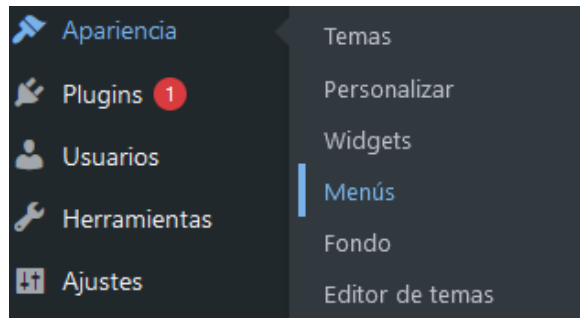 Apariencia
Plugins 1
Usuarios
Herramientas
Ajustes
Temas
Personalizar
Widgets
Menús
Fondo
Editor de temas